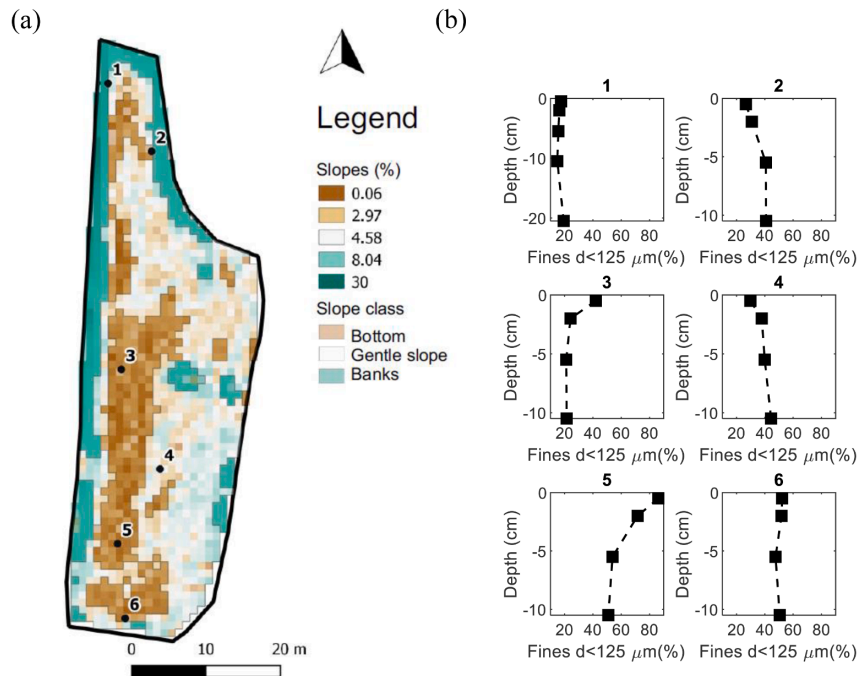 (a)
1
2
3
4
5
6
0
10
20 m
Legend
Slopes (%)
0.06
2.97
4.58
8.04
30
Slope class
Bottom
Gentle slope
Banks
(b)
1
0
-10
-20
Depth (cm)
20 40 60 80
Fines d<125 μm(%)
2
0
-5
-10
Depth (cm)
20 40 60 80
Fines d<125 μm(%)
3
0
-5
-10
Depth (cm)
20 40 60 80
Fines d<125 μm(%)
4
0
-5
-10
Depth (cm)
20 40 60 80
Fines d<125 μm(%)
5
0
-5
-10
Depth (cm)
20 40 60 80
Fines d<125 μm(%)
6
0
-5
-10
Depth (cm)
20 40 60 80
Fines d<125 μm(%)